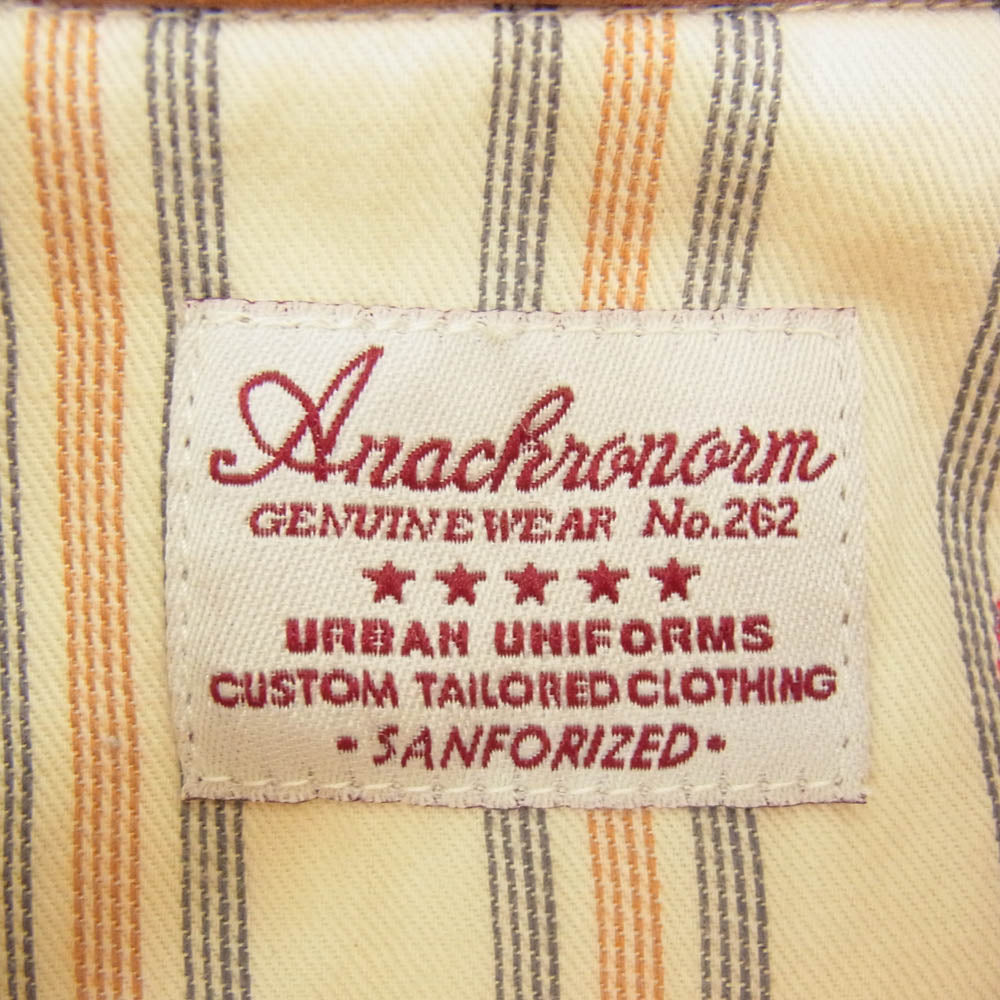 Anachronorm
GENUINE WEAR No.262
★★★★★
URBAN UNIFORMS
CUSTOM TAILORED CLOTHING
• SANFORIZED •